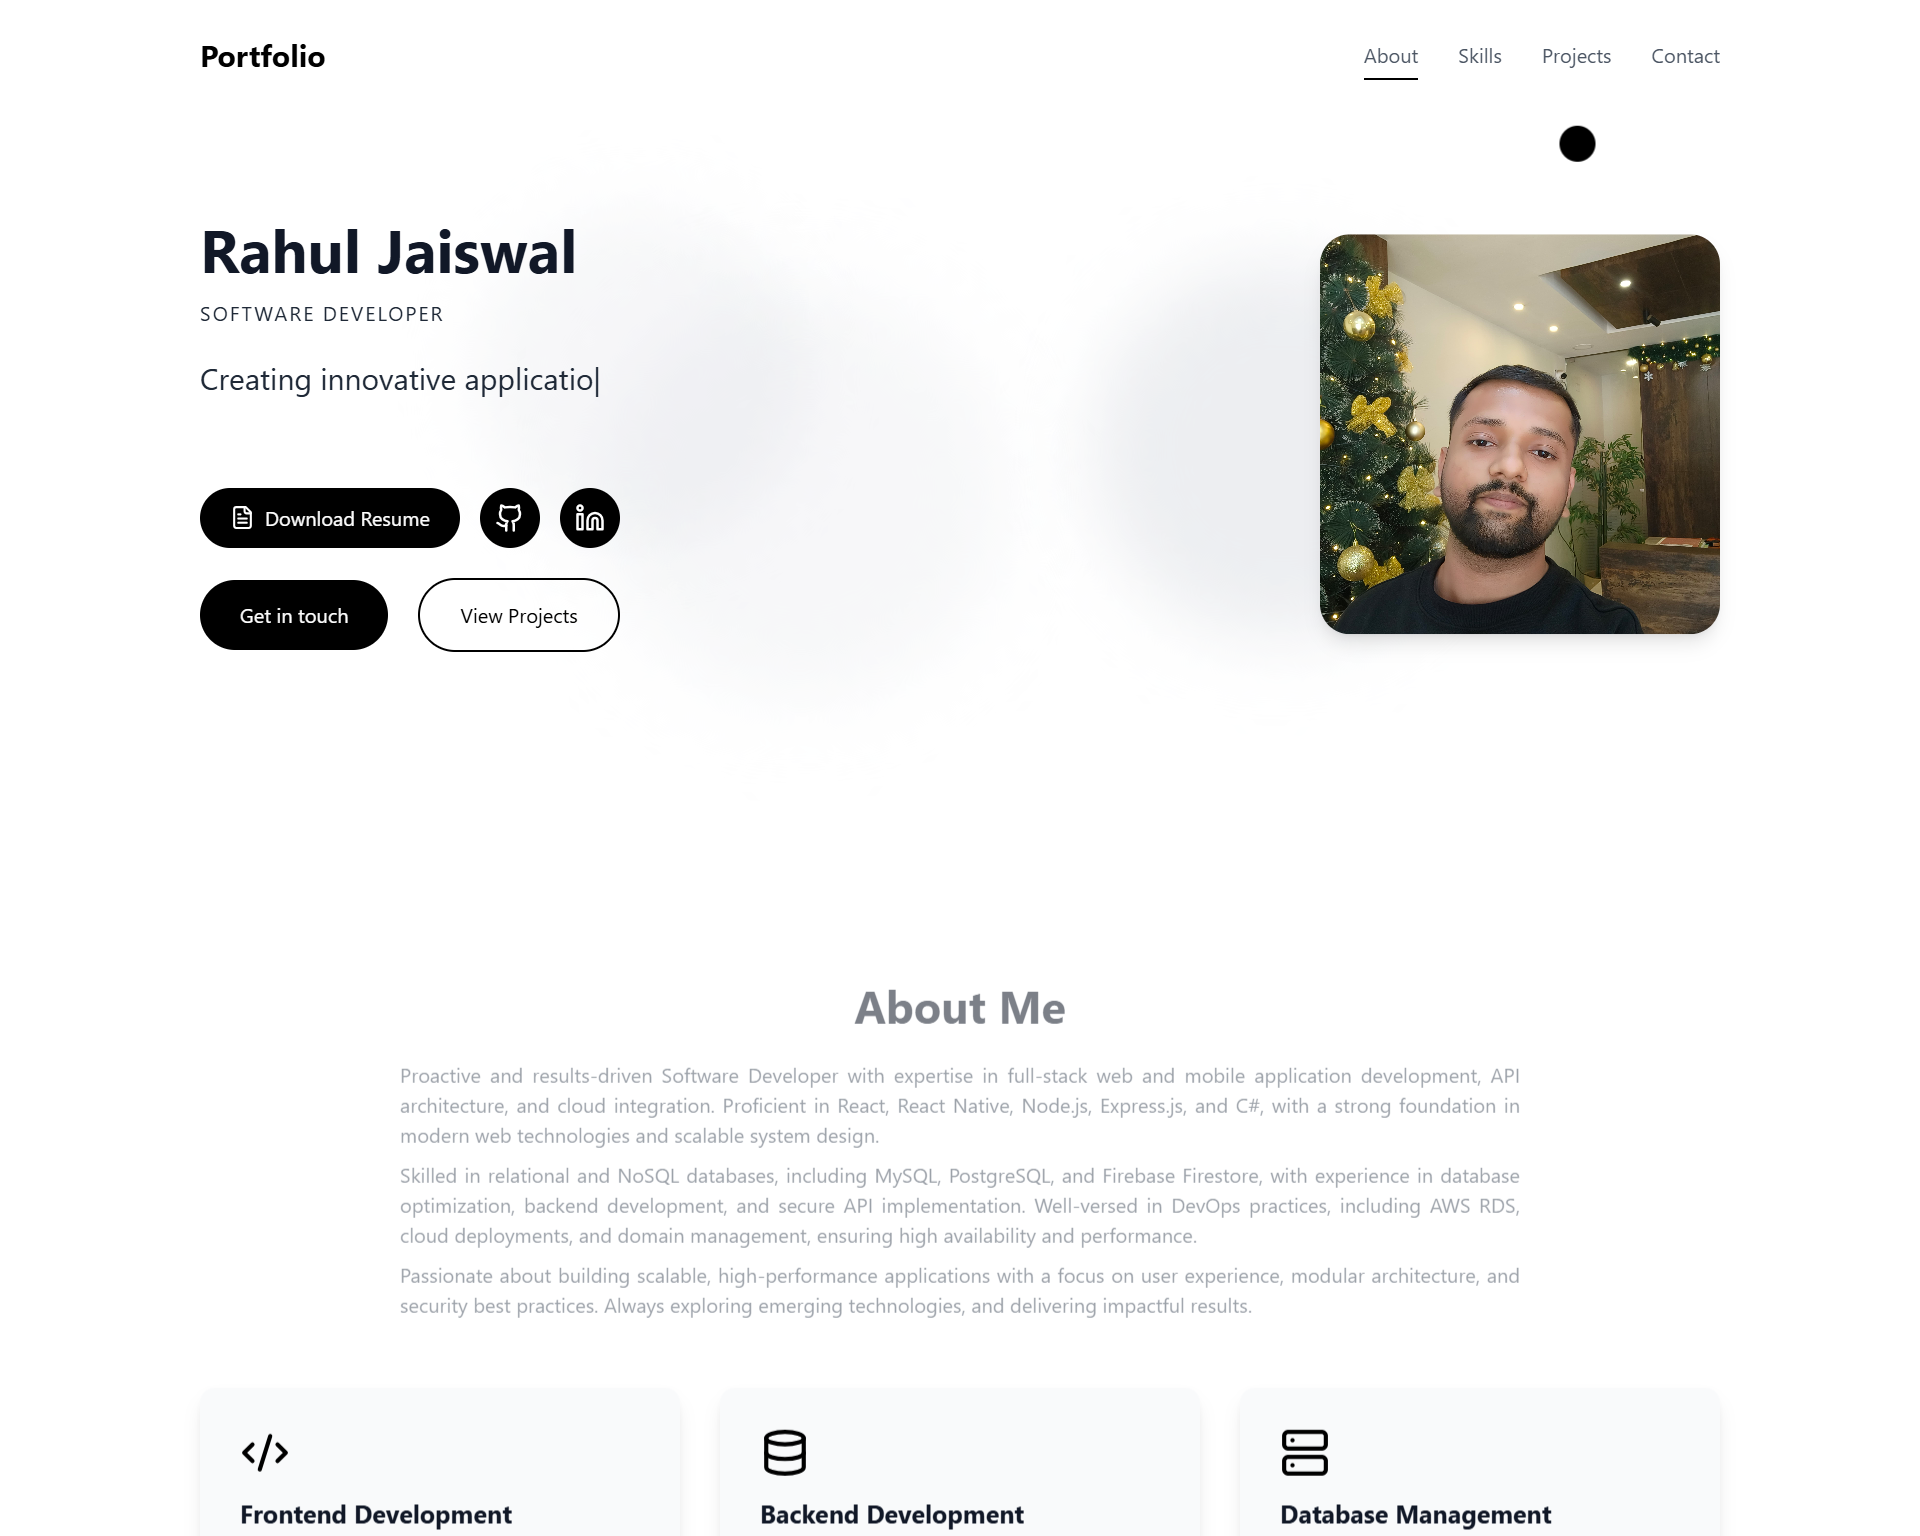 Portfolio
About
Skills
Projects
Contact
Rahul Jaiswal
SOFTWARE DEVELOPER
Creating innovative applicatio|
Download Resume
Get in touch
View Projects
About Me
Proactive and results-driven Software Developer with expertise in full-stack web and mobile application development, API
architecture, and cloud integration. Proficient in React, React Native, Node.js, Express.js, and C#, with a strong foundation in
modern web technologies and scalable system design.
Skilled in relational and NoSQL databases, including MySQL, PostgreSQL, and Firebase Firestore, with experience in database
optimization, backend development, and secure API implementation. Well-versed in DevOps practices, including AWS RDS,
cloud deployments, and domain management, ensuring high availability and performance.
Passionate about building scalable, high-performance applications with a focus on user experience, modular architecture, and
security best practices. Always exploring emerging technologies, and delivering impactful results.
Frontend Development
Backend Development
Database Management